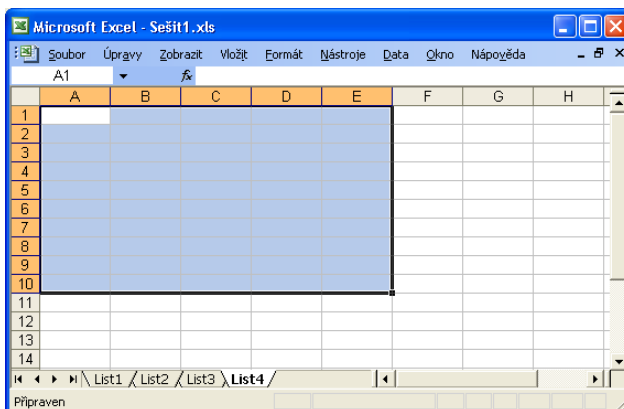 Microsoft Excel - Sešit1.xls
Soubor Úpravy Zobrazit Vložit Formát Nástroje Data Okno Nápověda
A1 fx
A B C D E F G H
1
2
3
4
5
6
7
8
9
10
11
12
13
14
List1 List2 List3 List4
Připraven